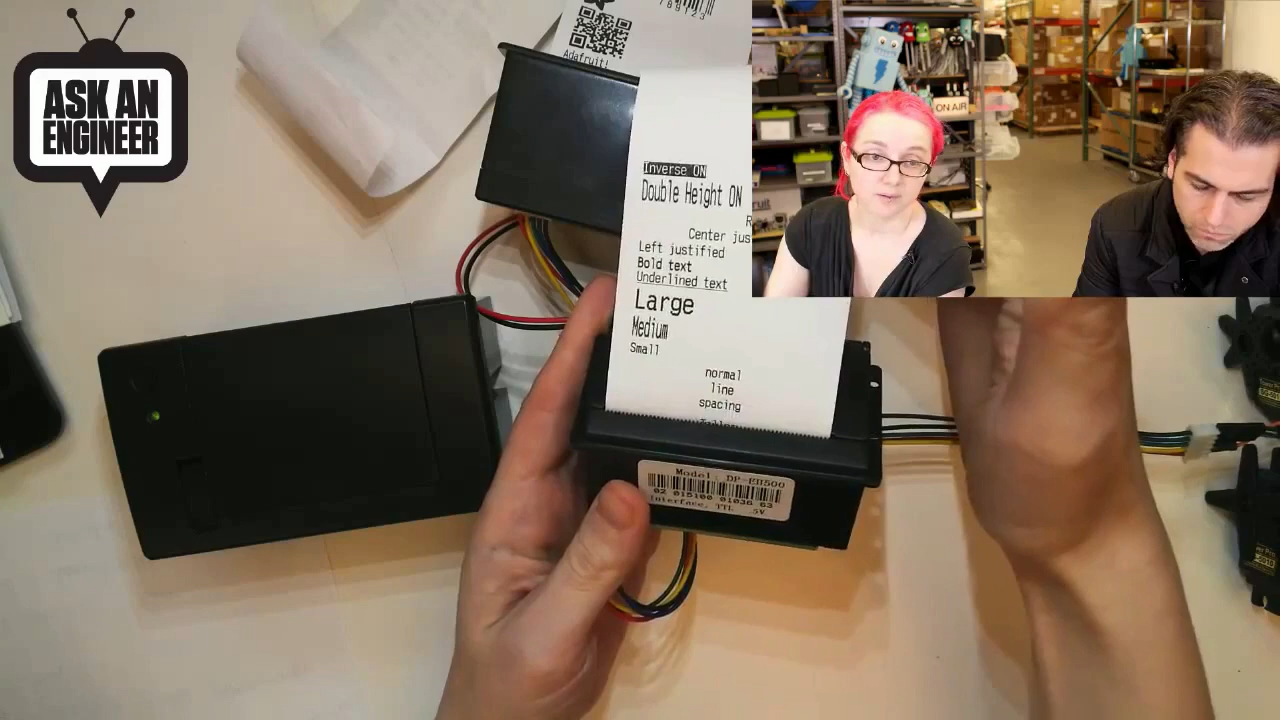 ASK AN
ENGINEER
Adafruit!
ON AIR
Inverse ON
Double Height ON
Center jus
Left justified
Bold text
Underlined text
Large
Medium
Small
normal
line
spacing
Model: DP-EH500
Interface, TTL 5V